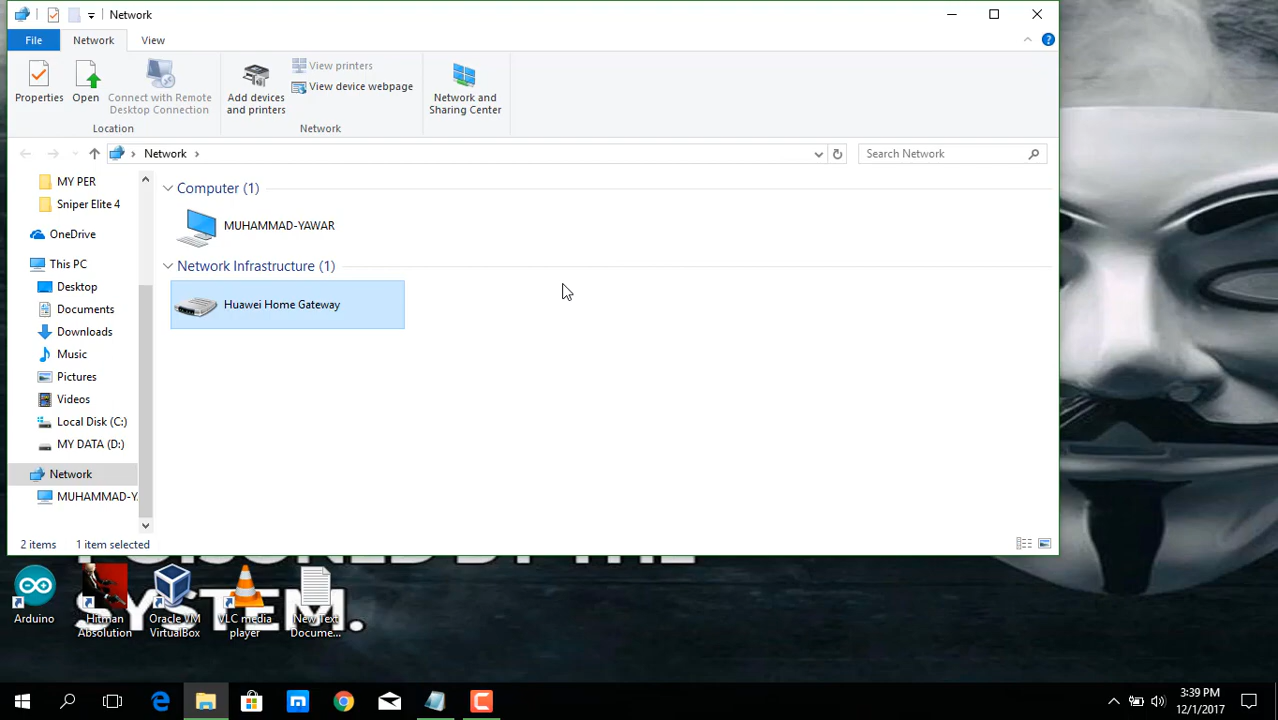 Network
File
Network
View
Properties
Open
Connect with Remote
Desktop Connection
Add devices
and printers
View printers
View device webpage
Network and
Sharing Center
Location
Network
Network
Search Network
MY PER
Sniper Elite 4
OneDrive
This PC
Desktop
Documents
Downloads
Music
Pictures
Videos
Local Disk (C:)
MY DATA (D:)
Network
MUHAMMAD-YA
Computer (1)
MUHAMMAD-YAWAR
Network Infrastructure (1)
Huawei Home Gateway
2 items
1 item selected
SYSTEM.
Arduino
Hitman
Absolution
Oracle VM
VirtualBox
VLC media
player
New Text
Docume...
3:39 PM
12/1/2017